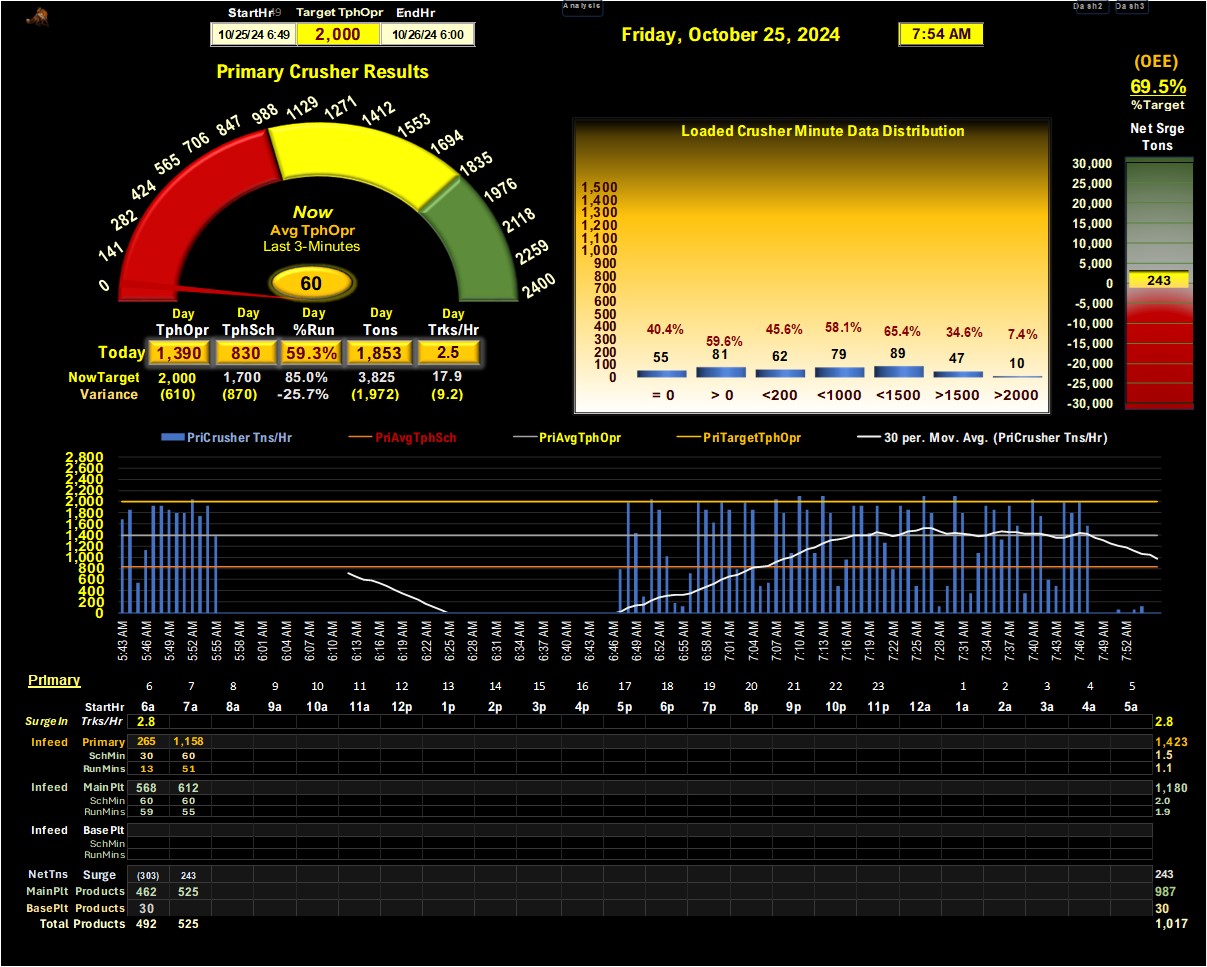 Analysis
Dash2 Dash3
StartHr Target TphOpr EndHr
10/25/24 6:49 2,000 10/26/24 6:00
Friday, October 25, 2024
7:54 AM
(OEE)
69.5%
%Target
Primary Crusher Results
0 141 282 424 565 706 847 988 1129 1271 1412 1553 1694 1835 1976 2118 2259 2400
Now
Avg TphOpr
Last 3-Minutes
60
Day Day Day Day Day
TphOpr TphSch %Run Tons Trks/Hr
Today 1,390 830 59.3% 1,853 2.5
NowTarget 2,000 1,700 85.0% 3,825 17.9
Variance (610) (870) -25.7% (1,972) (9.2)
Loaded Crusher Minute Data Distribution
1,500
1,400
1,300
1,200
1,100
1,000
900
800
700
600
500
400
300
200
100
0
40.4% 59.6% 45.6% 58.1% 65.4% 34.6% 7.4%
55 81 62 79 89 47 10
= 0 > 0 <200 <1000 <1500 >1500 >2000
Net Srge
Tons
30,000
25,000
20,000
15,000
10,000
5,000
0
-5,000
-10,000
-15,000
-20,000
-25,000
-30,000
243
PriCrusher Tns/Hr PriAvgTphSch PriAvgTphOpr PriTargetTphOpr 30 per. Mov. Avg. (PriCrusher Tns/Hr)
2,800
2,600
2,400
2,200
2,000
1,800
1,600
1,400
1,200
1,000
800
600
400
200
0
5:43 AM 5:46 AM 5:49 AM 5:52 AM 5:55 AM 6:01 AM 6:04 AM 6:07 AM 6:10 AM 6:13 AM 6:16 AM 6:19 AM 6:22 AM 6:25 AM 6:28 AM 6:31 AM 6:34 AM 6:37 AM 6:40 AM 6:43 AM 6:46 AM 6:49 AM 6:52 AM 6:55 AM 6:58 AM 7:01 AM 7:04 AM 7:07 AM 7:10 AM 7:13 AM 7:16 AM 7:19 AM 7:22 AM 7:25 AM 7:28 AM 7:31 AM 7:34 AM 7:37 AM 7:40 AM 7:43 AM 7:46 AM 7:49 AM 7:52 AM
Primary
6 7 8 9 10 11 12 13 14 15 16 17 18 19 20 21 22 23 1 2 3 4 5
StartHr 6a 7a 8a 9a 10a 11a 12p 1p 2p 3p 4p 5p 6p 7p 8p 9p 10p 11p 12a 1a 2a 3a 4a 5a
SurgeIn Trks/Hr 2.8 2.8
Infeed Primary 265 1,158 1,423
SchMin 30 60 1.5
RunMins 13 51 1.1
Infeed MainPlt 568 612 1,180
SchMin 60 60 2.0
RunMins 59 55 1.9
Infeed BasePlt
SchMin
RunMins
NetTns Surge (303) 243 243
MainPlt Products 462 525 987
BasePlt Products 30 30
Total Products 492 525 1,017